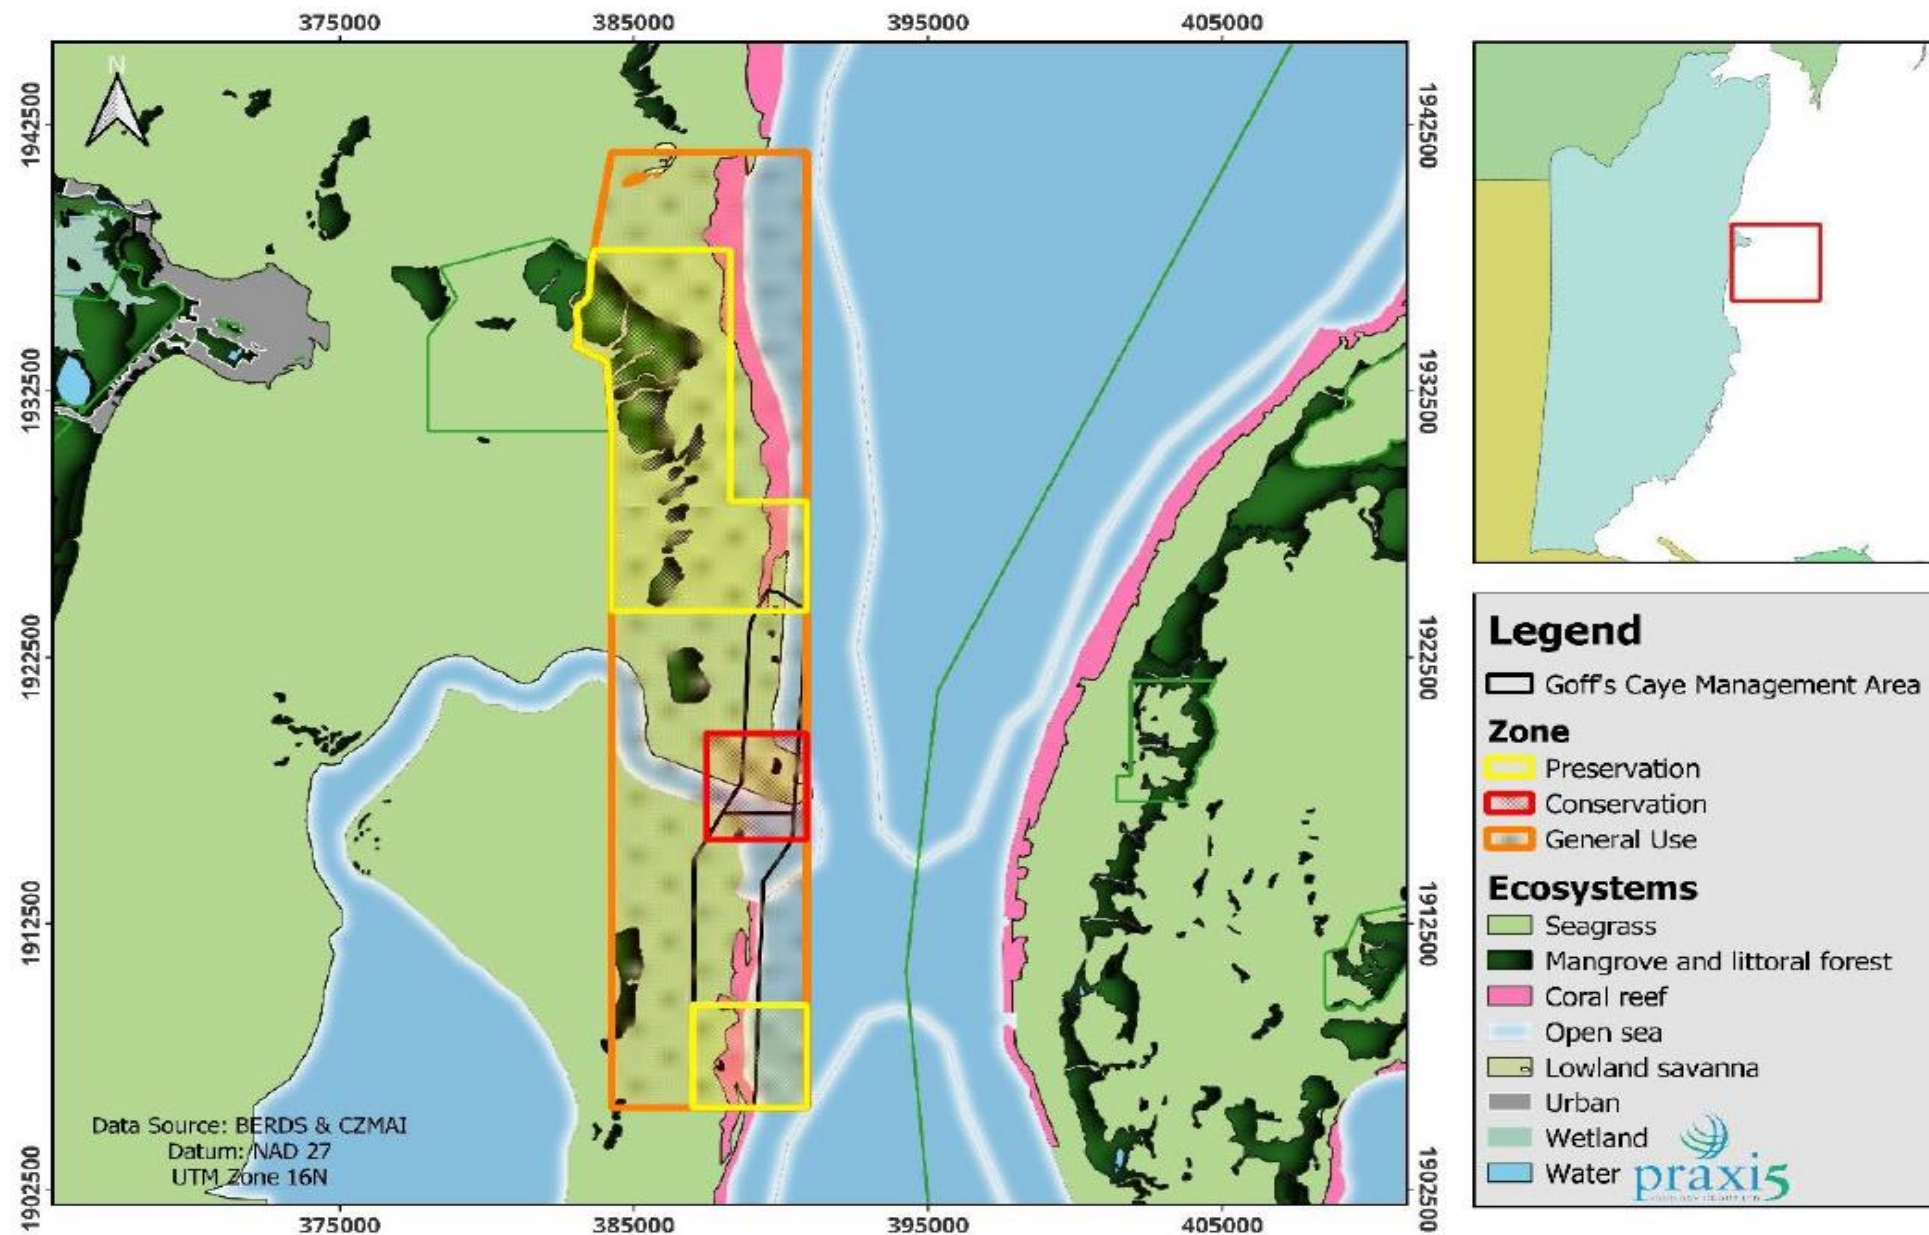 375000 385000 395000 405000
N
1942500 1942500
1932500 1932500
1922500 1922500
1912500 1912500
1902500 1902500
Data Source: BERDS & CZMAI
Datum: NAD 27
UTM Zone 16N
375000 385000 395000 405000
Legend
Goff's Caye Management Area
Zone
Preservation
Conservation
General Use
Ecosystems
Seagrass
Mangrove and littoral forest
Coral reef
Open sea
Lowland savanna
Urban
Wetland
Water
praxi5